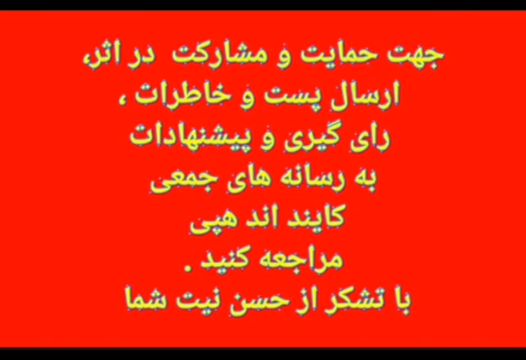 جهت حمایت و مشارکت در اثر،
ارسال پست و خاطرات ،
رای گیری و پیشنهادات
به رسانه های جمعی
کایند اند هپی
مراجعه کنید .
با تشکر از حسن نیت شما